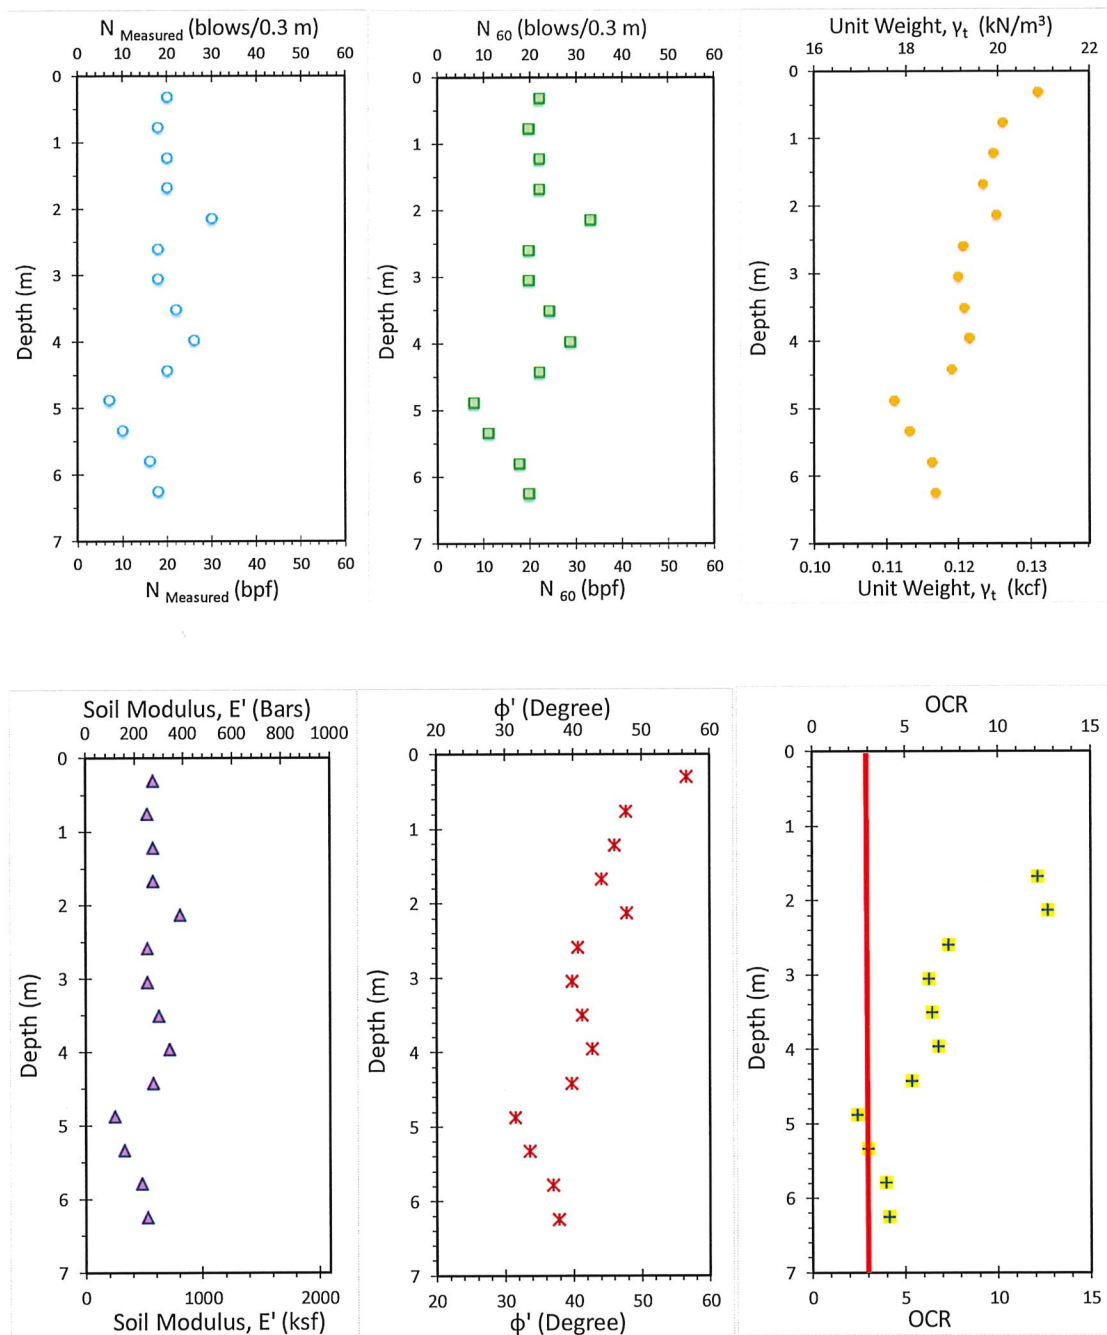 N Measured (blows/0.3 m)
0 10 20 30 40 50 60
0
1
2
3
4
5
6
7
Depth (m)
0 10 20 30 40 50 60
N Measured (bpf)
N 60 (blows/0.3 m)
0 10 20 30 40 50 60
0
1
2
3
4
5
6
7
Depth (m)
0 10 20 30 40 50 60
N 60 (bpf)
Unit Weight, γt (kN/m³)
16 18 20 22
0
1
2
3
4
5
6
7
Depth (m)
0.10 0.11 0.12 0.13
Unit Weight, γt (kcf)
Soil Modulus, E' (Bars)
0 200 400 600 800 1000
0
1
2
3
4
5
6
7
Depth (m)
0 1000 2000
Soil Modulus, E' (ksf)
ϕ' (Degree)
20 30 40 50 60
0
1
2
3
4
5
6
7
Depth (m)
20 30 40 50 60
ϕ' (Degree)
OCR
0 5 10 15
0
1
2
3
4
5
6
7
Depth (m)
0 5 10 15
OCR